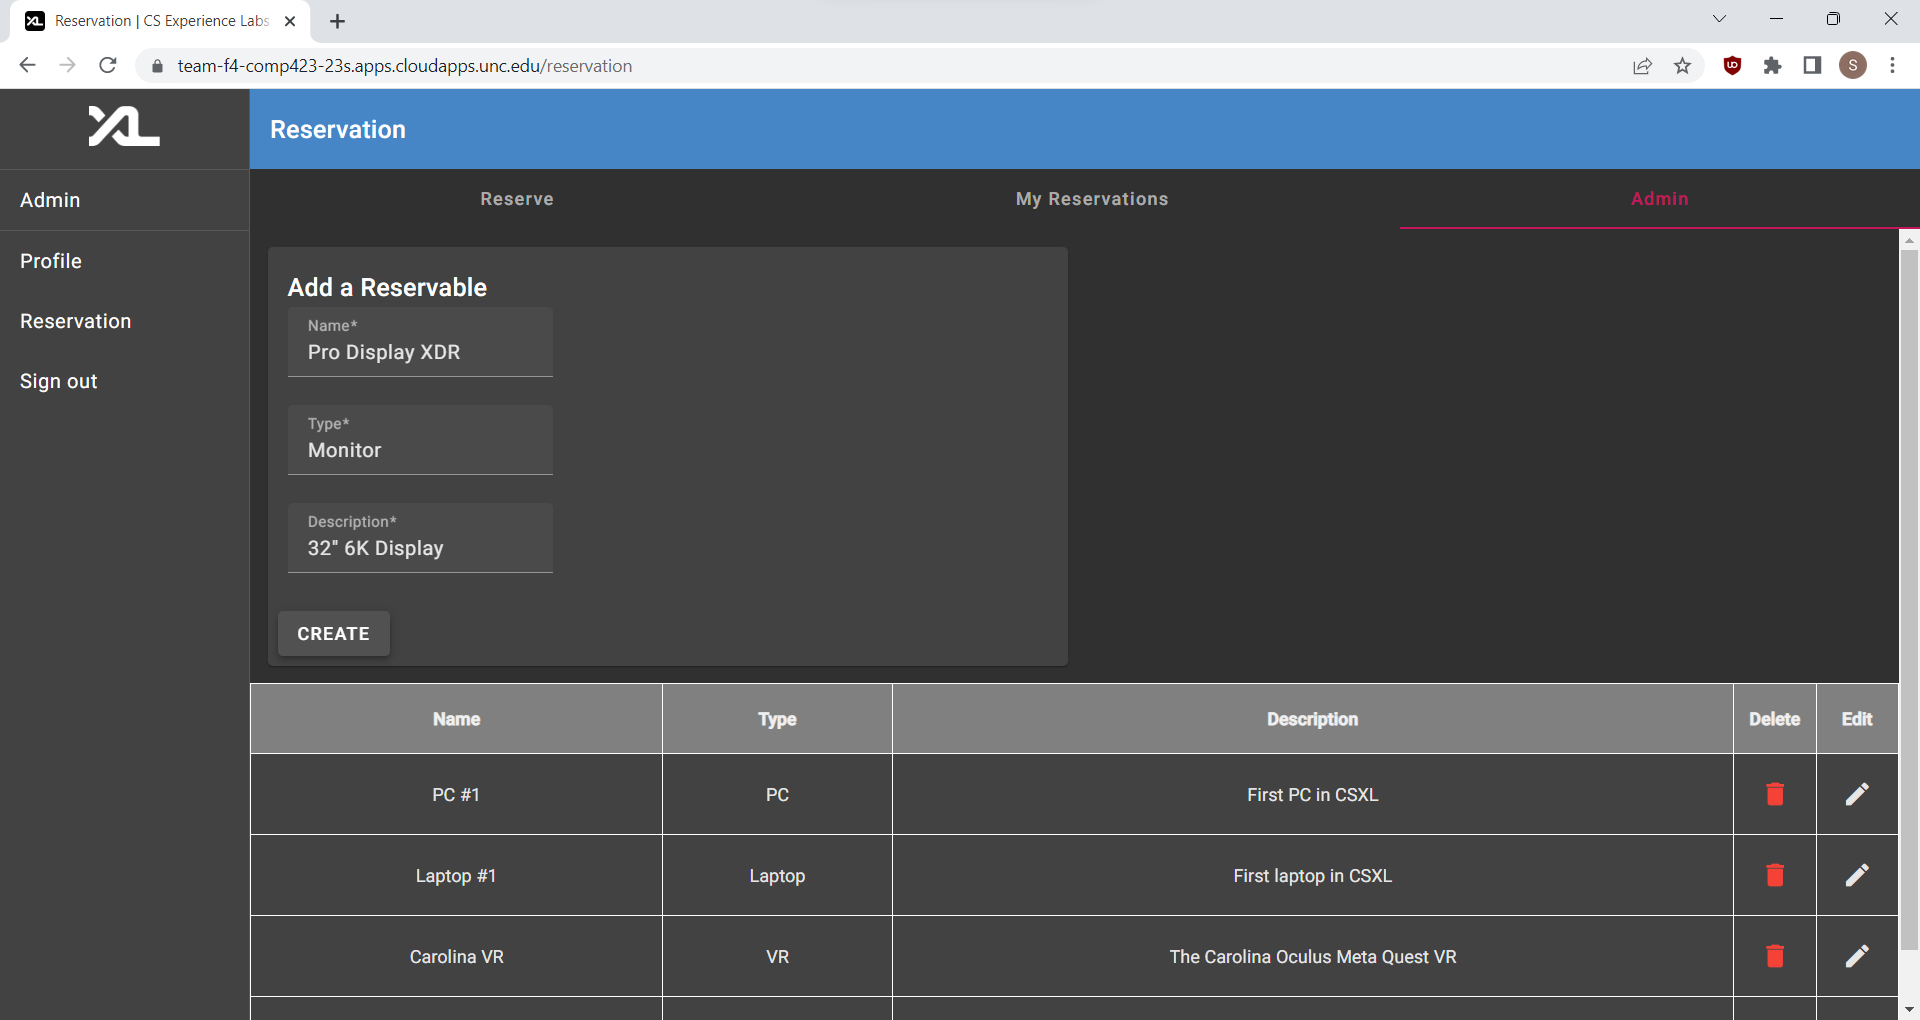 Reservation | CS Experience Labs
team-f4-comp423-23s.apps.cloudapps.unc.edu/reservation
S
XL
Reservation
Admin
Profile
Reservation
Sign out
Reserve My Reservations Admin
Add a Reservable
Name*
Pro Display XDR
Type*
Monitor
Description*
32" 6K Display
CREATE
Name Type Description Delete Edit
PC #1 PC First PC in CSXL
Laptop #1 Laptop First laptop in CSXL
Carolina VR VR The Carolina Oculus Meta Quest VR